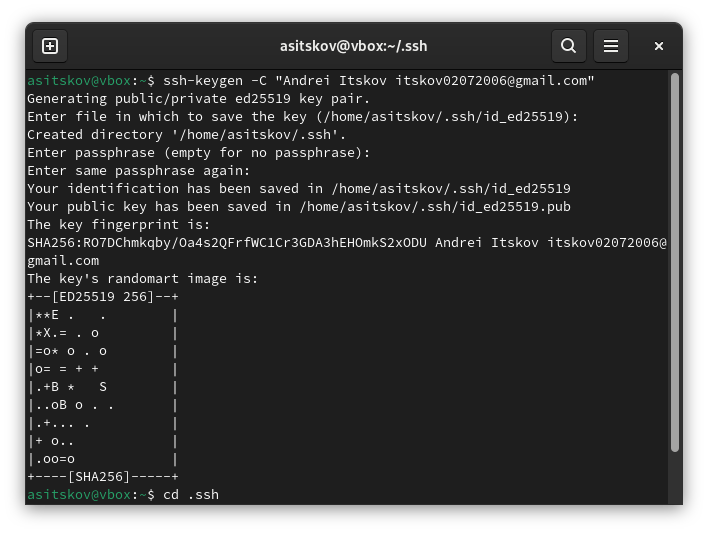 asitskov@vbox:~/.ssh
asitskov@vbox:~$ ssh-keygen -C "Andrei Itskov itskov02072006@gmail.com"
Generating public/private ed25519 key pair.
Enter file in which to save the key (/home/asitskov/.ssh/id_ed25519):
Created directory '/home/asitskov/.ssh'.
Enter passphrase (empty for no passphrase):
Enter same passphrase again:
Your identification has been saved in /home/asitskov/.ssh/id_ed25519
Your public key has been saved in /home/asitskov/.ssh/id_ed25519.pub
The key fingerprint is:
SHA256:RO7DChmkqby/Oa4s2QFrfWC1Cr3GDA3hEHOmkS2xODU Andrei Itskov itskov02072006@
gmail.com
The key's randomart image is:
+--[ED25519 256]--+
|**E .   .        |
|*X.= . o         |
|=o* o . o        |
|o= = + +         |
|.+B *   S        |
|..oB o . .       |
|.+... .          |
|+ o..            |
|.oo=o            |
+----[SHA256]-----+
asitskov@vbox:~$ cd .ssh